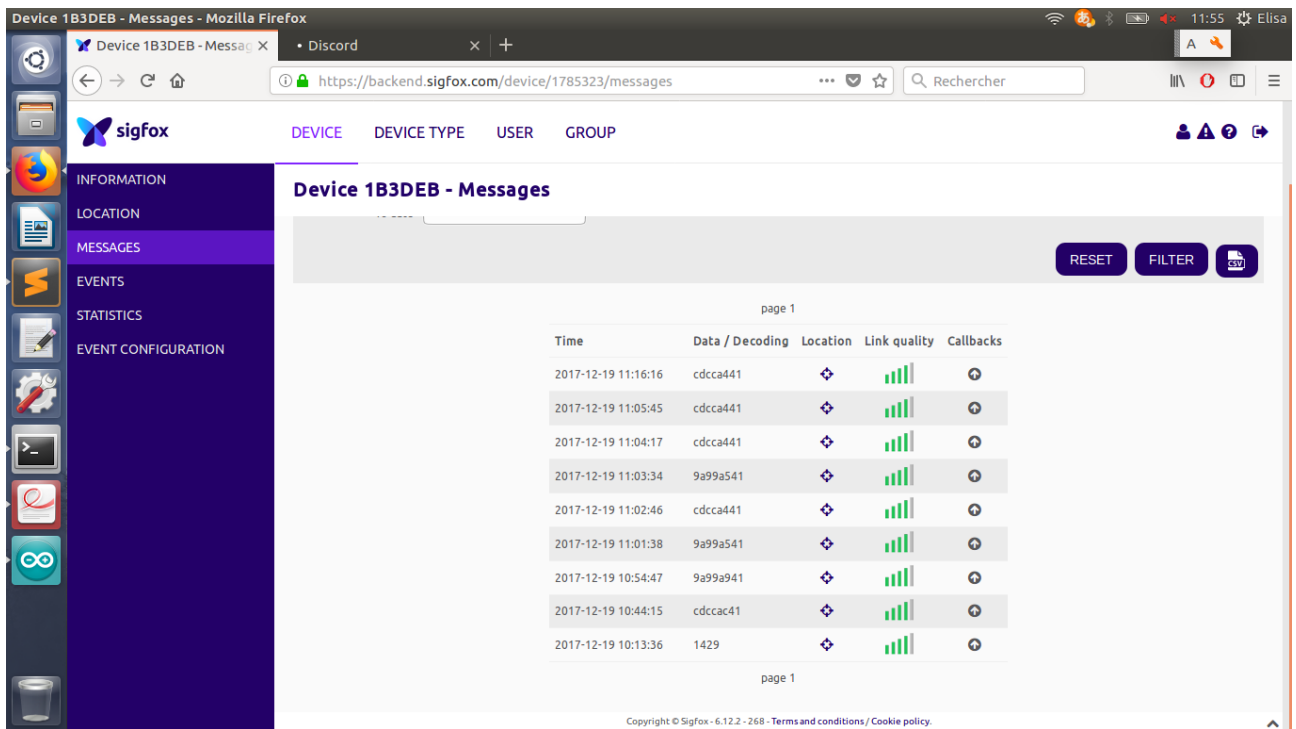 Device 1B3DEB - Messages - Mozilla Firefox
11:55 Elisa
Device 1B3DEB - Messag
• Discord
A
https://backend.sigfox.com/device/1785323/messages
Rechercher
sigfox
DEVICE DEVICE TYPE USER GROUP
INFORMATION
LOCATION
MESSAGES
EVENTS
STATISTICS
EVENT CONFIGURATION
Device 1B3DEB - Messages
RESET FILTER CSV
page 1
Time Data / Decoding Location Link quality Callbacks
2017-12-19 11:16:16 cdcca441
2017-12-19 11:05:45 cdcca441
2017-12-19 11:04:17 cdcca441
2017-12-19 11:03:34 9a99a541
2017-12-19 11:02:46 cdcca441
2017-12-19 11:01:38 9a99a541
2017-12-19 10:54:47 9a99a941
2017-12-19 10:44:15 cdccac41
2017-12-19 10:13:36 1429
page 1
Copyright © Sigfox - 6.12.2 - 268 - Terms and conditions / Cookie policy.